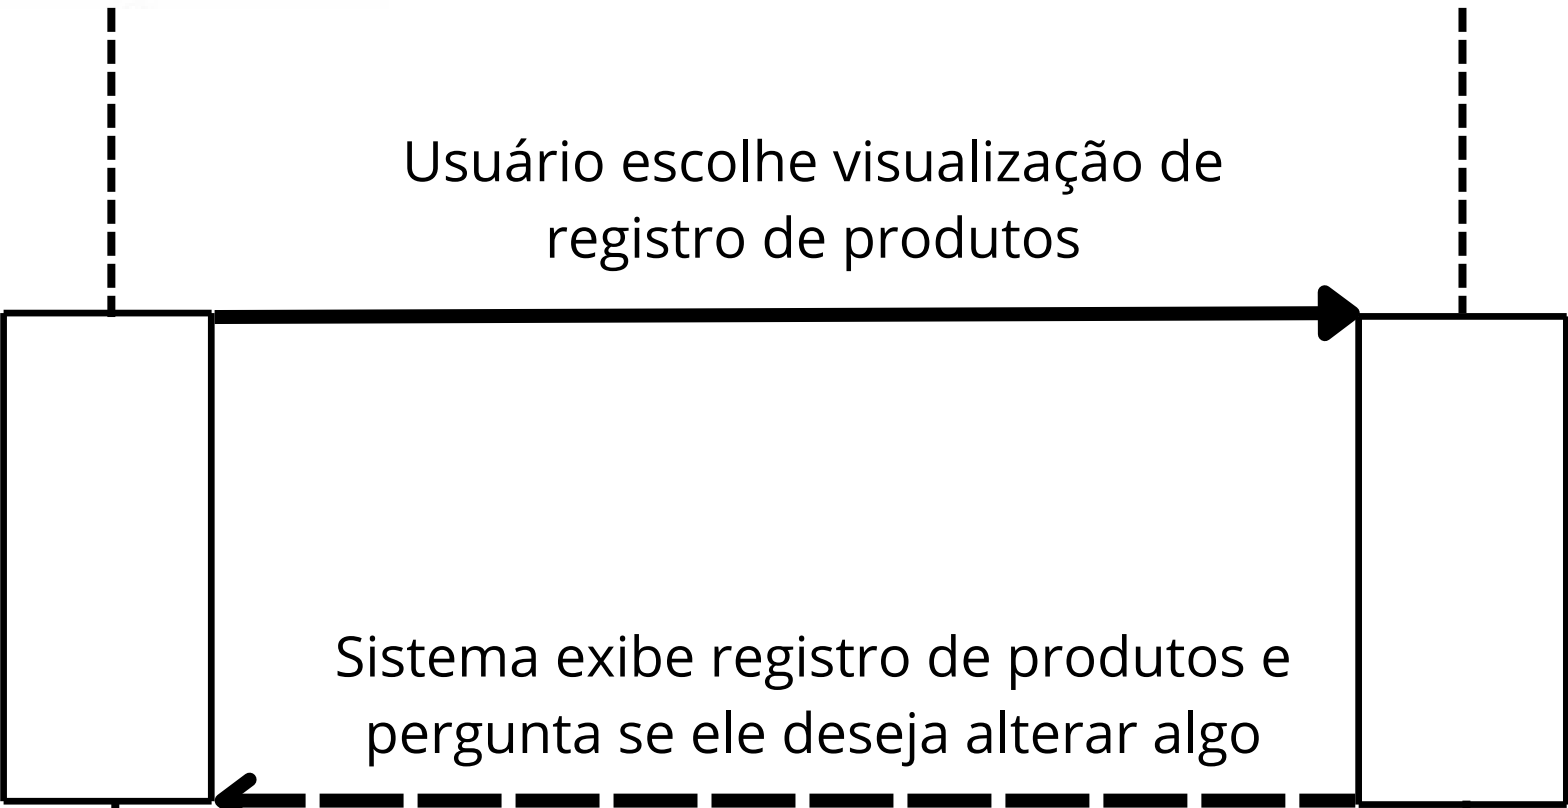 Usuário escolhe visualização de
registro de produtos
Sistema exibe registro de produtos e
pergunta se ele deseja alterar algo